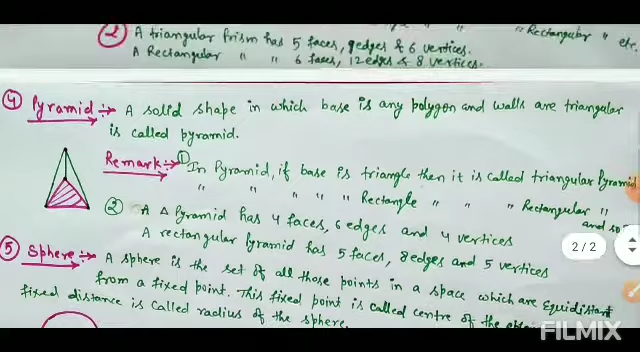 " " Rectangular " etc.
② A triangular Prism has 5 faces, 9edges & 6 vertices.
A Rectangular " " 6 faces, 12 edges & 8 vertices.
④ Pyramid :→ A solid shape in which base is any polygon and walls are triangular
is called pyramid.
Remark :→ ① In Pyramid, if base is triangle then it is called triangular Pyramid
" " " " " Rectangle " " " Rectangular "
and so
② A △ Pyramid has 4 faces, 6 edges and 4 vertices
A rectangular Pyramid has 5 faces, 8edges and 5 vertices
2/2
⑤ Sphere :→ A sphere is the set of all those points in a space which are equidistant
from a fixed point. This fixed point is called centre of the
fixed distance is called radius of the sphere.
FILMIX